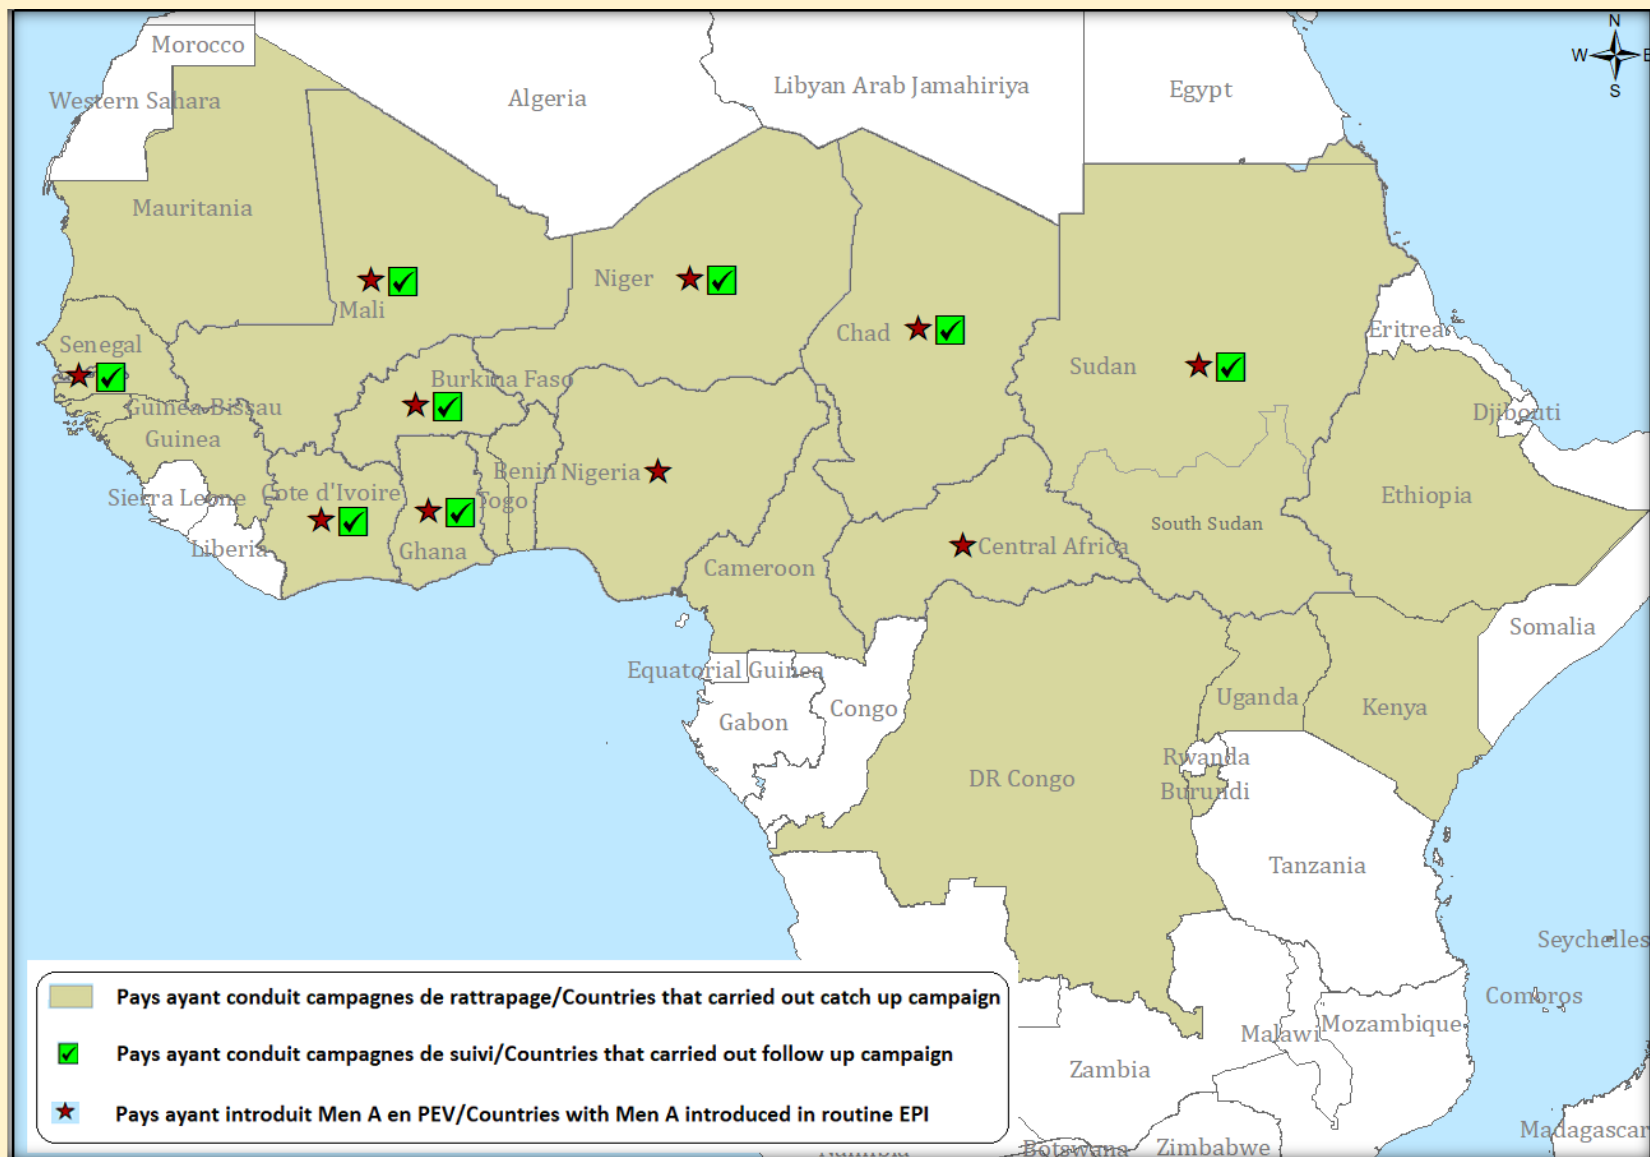 N
W
E
S
Morocco
Western Sahara
Algeria
Libyan Arab Jamahiriya
Egypt
Mauritania
Mali
Niger
Chad
Sudan
Eritrea
Senegal
Burkina Faso
Djibouti
Guinea-Bissau
Guinea
Benin
Nigeria
Sierra Leone
Cote d'Ivoire
Togo
Ethiopia
South Sudan
Liberia
Ghana
Central Africa
Cameroon
Somalia
Equatorial Guinea
Uganda
Kenya
Gabon
Congo
Rwanda
DR Congo
Burundi
Tanzania
Seychelles
Comoros
Malawi
Mozambique
Zambia
Madagascar
Botswana
Zimbabwe
Pays ayant conduit campagnes de rattrapage/Countries that carried out catch up campaign
Pays ayant conduit campagnes de suivi/Countries that carried out follow up campaign
Pays ayant introduit Men A en PEV/Countries with Men A introduced in routine EPI